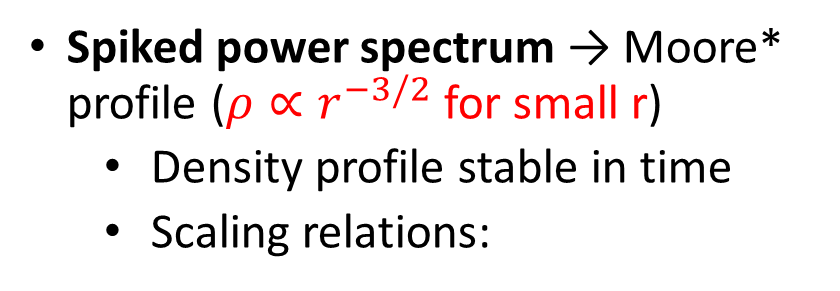 • Spiked power spectrum → Moore*
profile (ρ ∝ r^{-3/2} for small r)
• Density profile stable in time
• Scaling relations: